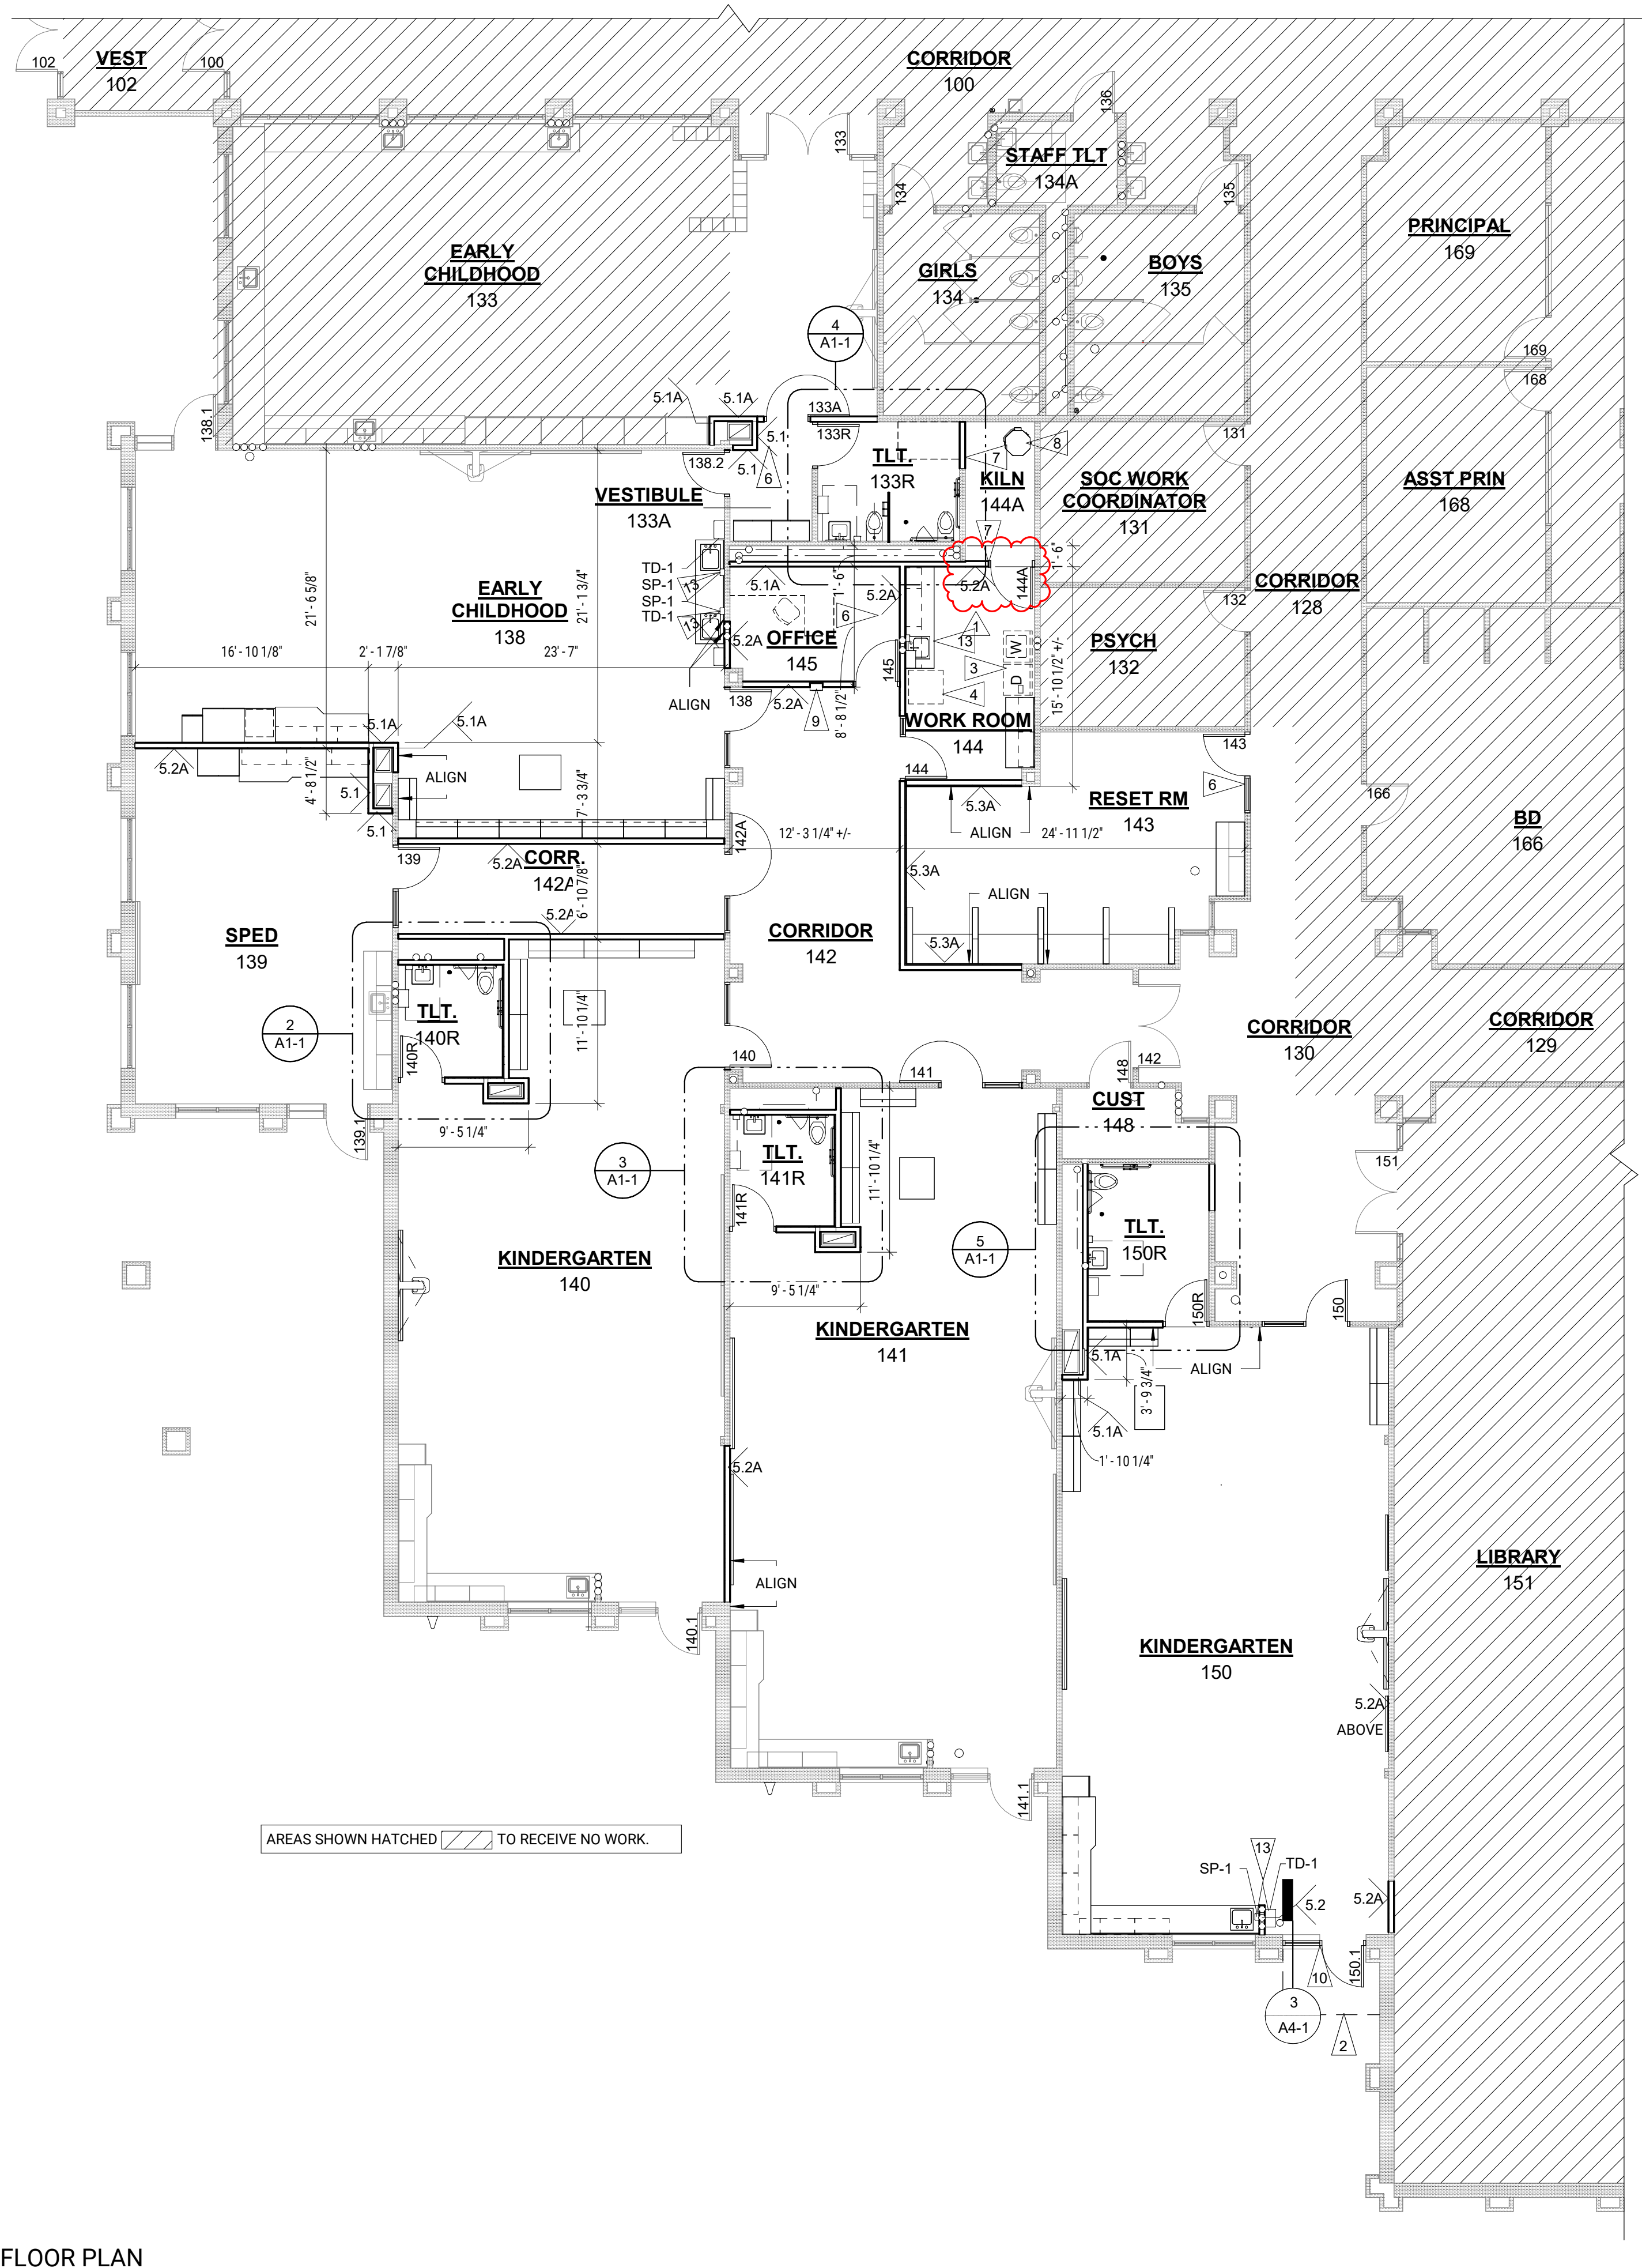 VEST
102
102
100
CORRIDOR
100
133
136
134
135
STAFF TLT
134A
EARLY
CHILDHOOD
133
GIRLS
134
BOYS
135
PRINCIPAL
169
4
A1-1
169
168
138.1
5.1A
5.1A
133A
133R
5.1
5.1
6
138.2
TLT.
133R
7
KILN
144A
8
131
SOC WORK
COORDINATOR
131
ASST PRIN
168
VESTIBULE
133A
7
1' - 6"
TD-1
SP-1
SP-1
TD-1
13
13
EARLY
CHILDHOOD
138
21' - 6 5/8"
21' - 1 3/4"
5.1A
1' - 6"
5.2A
5.2A
144A
132
CORRIDOR
128
16' - 10 1/8"
2' - 1 7/8"
23' - 7"
5.2A
OFFICE
145
6
145
1
13
3
4
W
D
PSYCH
132
15' - 10 1/2" +/-
ALIGN
138
5.2A
9
8' - 8 1/2"
WORK ROOM
144
5.1A
5.1A
5.2A
4' - 8 1/2"
5.1
5.1
ALIGN
7' - 3 3/4"
144
143
6
RESET RM
143
166
BD
166
5.3A
ALIGN
12' - 3 1/4" +/-
24' - 11 1/2"
142A
139
5.2A
CORR.
142A
6' - 10 7/8"
5.2A
5.3A
ALIGN
5.3A
SPED
139
CORRIDOR
142
2
A1-1
TLT.
140R
140R
11' - 10 1/4"
140
141
148
142
CORRIDOR
130
CORRIDOR
129
CUST
148
139.1
9' - 5 1/4"
3
A1-1
TLT.
141R
141R
11' - 10 1/4"
151
5
A1-1
TLT.
150R
150R
150
KINDERGARTEN
140
9' - 5 1/4"
KINDERGARTEN
141
5.1A
ALIGN
3' - 9 3/4"
5.1A
1' - 10 1/4"
5.2A
ALIGN
LIBRARY
151
140.1
KINDERGARTEN
150
5.2A
ABOVE
141.1
AREAS SHOWN HATCHED TO RECEIVE NO WORK.
13
SP-1
TD-1
5.2
5.2A
10
150.1
3
A4-1
2
FLOOR PLAN